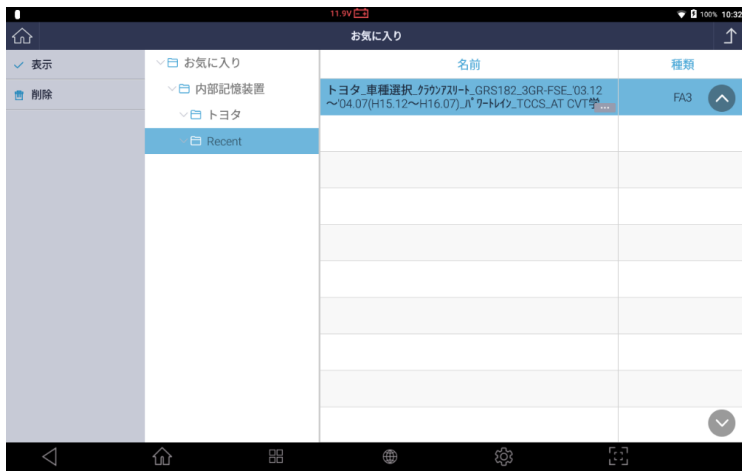 11.9V
100% 10:32
お気に入り
表示
削除
お気に入り
内部記憶装置
トヨタ
Recent
名前
種類
トヨタ_車種選択_ｸﾗｳﾝｱｽﾘｰﾄ_GRS182_3GR-FSE_'03.12
～'04.07(H15.12～H16.07)_ﾊﾟﾜｰﾄﾚｲﾝ_TCCS_AT CVT学...
FA3